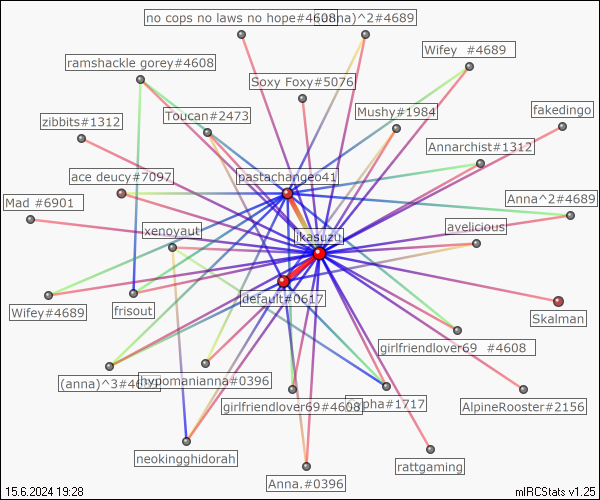 no cops no laws no hope#4608
(anna)^2#4689
Wifey  #4689
ramshackle gorey#4608
Soxy Foxy#5076
Toucan#2473
Mushy#1984
fakedingo
zibbits#1312
Annarchist#1312
ace deucy#7097
pastachangeo41
Mad #6901
Anna^2#4689
xenoyaut
jkasuzu
avelicious
default#0617
Wifey#4689
frisout
Skalman
girlfriendlover69  #4608
(anna)^3#4689
hypomanianna#0396
girlfriendlover69#4608
#1717
AlpineRooster#2156
neokingghidorah
rattgaming
Anna.#0396
15.6.2024 19:28
mIRCStats v1.25